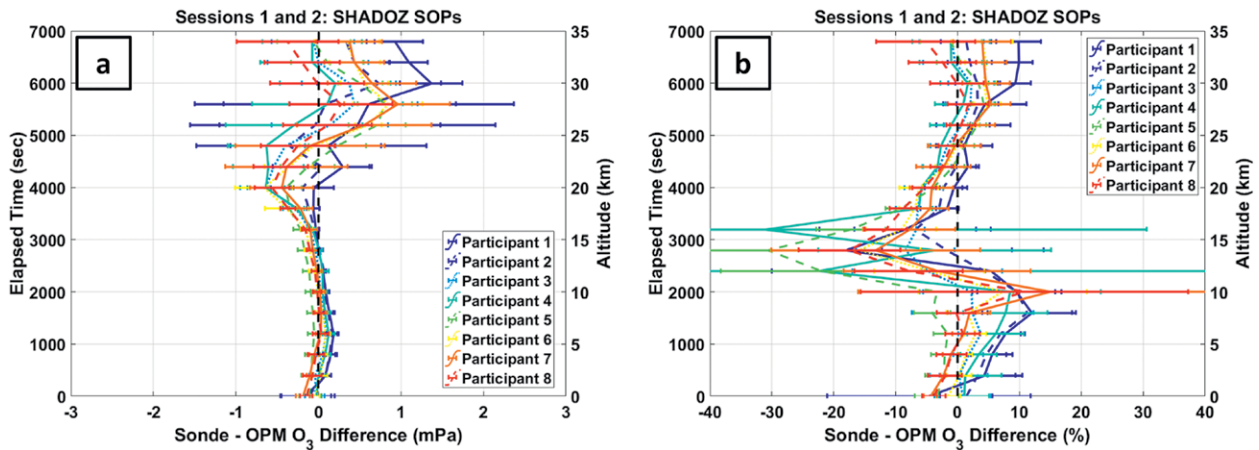 Sessions 1 and 2: SHADOZ SOPs
a
7000
6000
5000
4000
3000
2000
1000
0
Elapsed Time (sec)
35
30
25
20
15
10
5
0
Altitude (km)
-3
-2
-1
0
1
2
3
Sonde - OPM O3 Difference (mPa)
Participant 1
Participant 2
Participant 3
Participant 4
Participant 5
Participant 6
Participant 7
Participant 8
Sessions 1 and 2: SHADOZ SOPs
b
7000
6000
5000
4000
3000
2000
1000
0
Elapsed Time (sec)
35
30
25
20
15
10
5
0
Altitude (km)
-40
-30
-20
-10
0
10
20
30
40
Sonde - OPM O3 Difference (%)
Participant 1
Participant 2
Participant 3
Participant 4
Participant 5
Participant 6
Participant 7
Participant 8